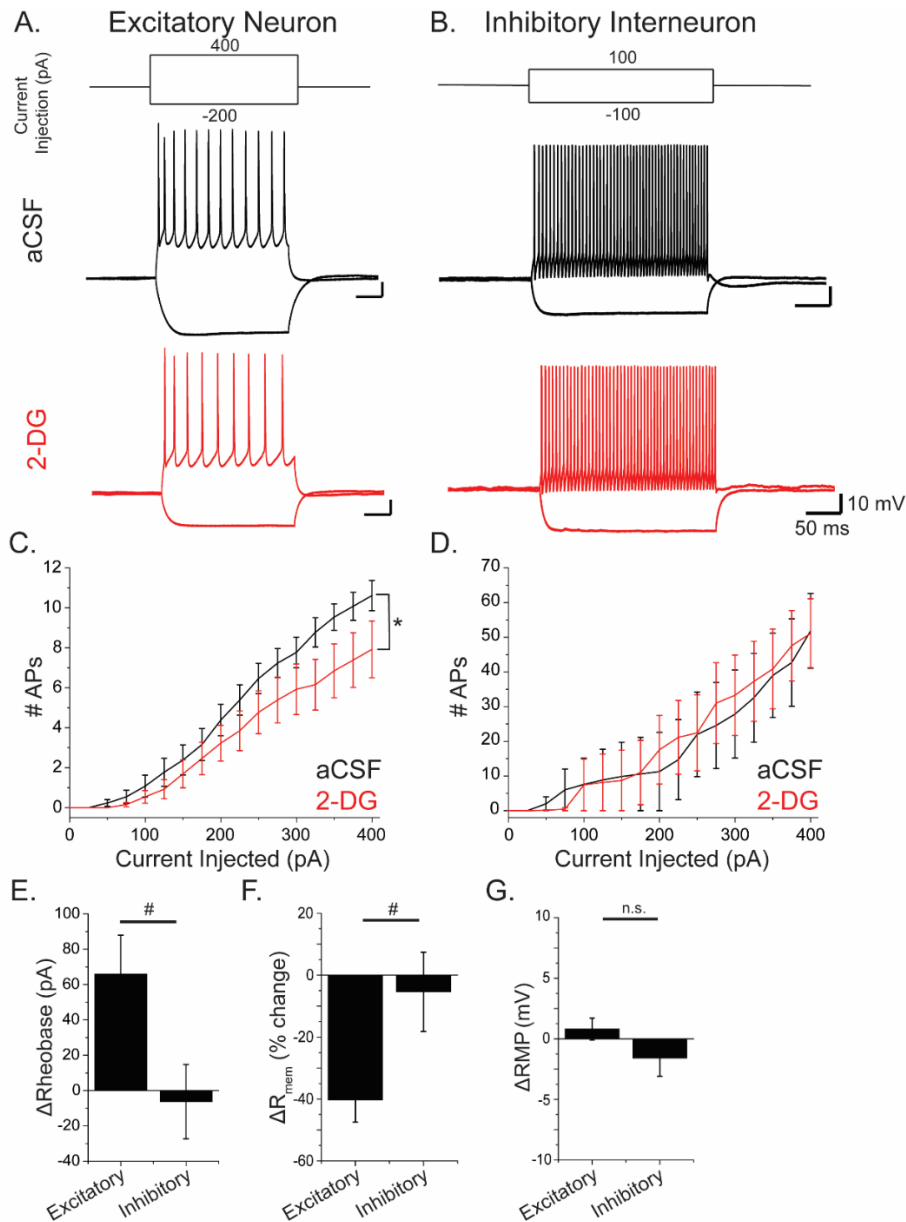 A. Excitatory Neuron
B. Inhibitory Interneuron
Current
Injection (pA)
400
-200
100
-100
aCSF
2-DG
10 mV
50 ms
C.
# APs
12
10
8
6
4
2
0
*
aCSF
2-DG
0 100 200 300 400
Current Injected (pA)
D.
# APs
70
60
50
40
30
20
10
0
aCSF
2-DG
0 100 200 300 400
Current Injected (pA)
E.
#
ΔRheobase (pA)
100
80
60
40
20
0
-20
-40
Excitatory
Inhibitory
F.
#
ΔRmem (% change)
20
0
-20
-40
-60
Excitatory
Inhibitory
G.
n.s.
ΔRMP (mV)
10
5
0
-5
-10
Excitatory
Inhibitory